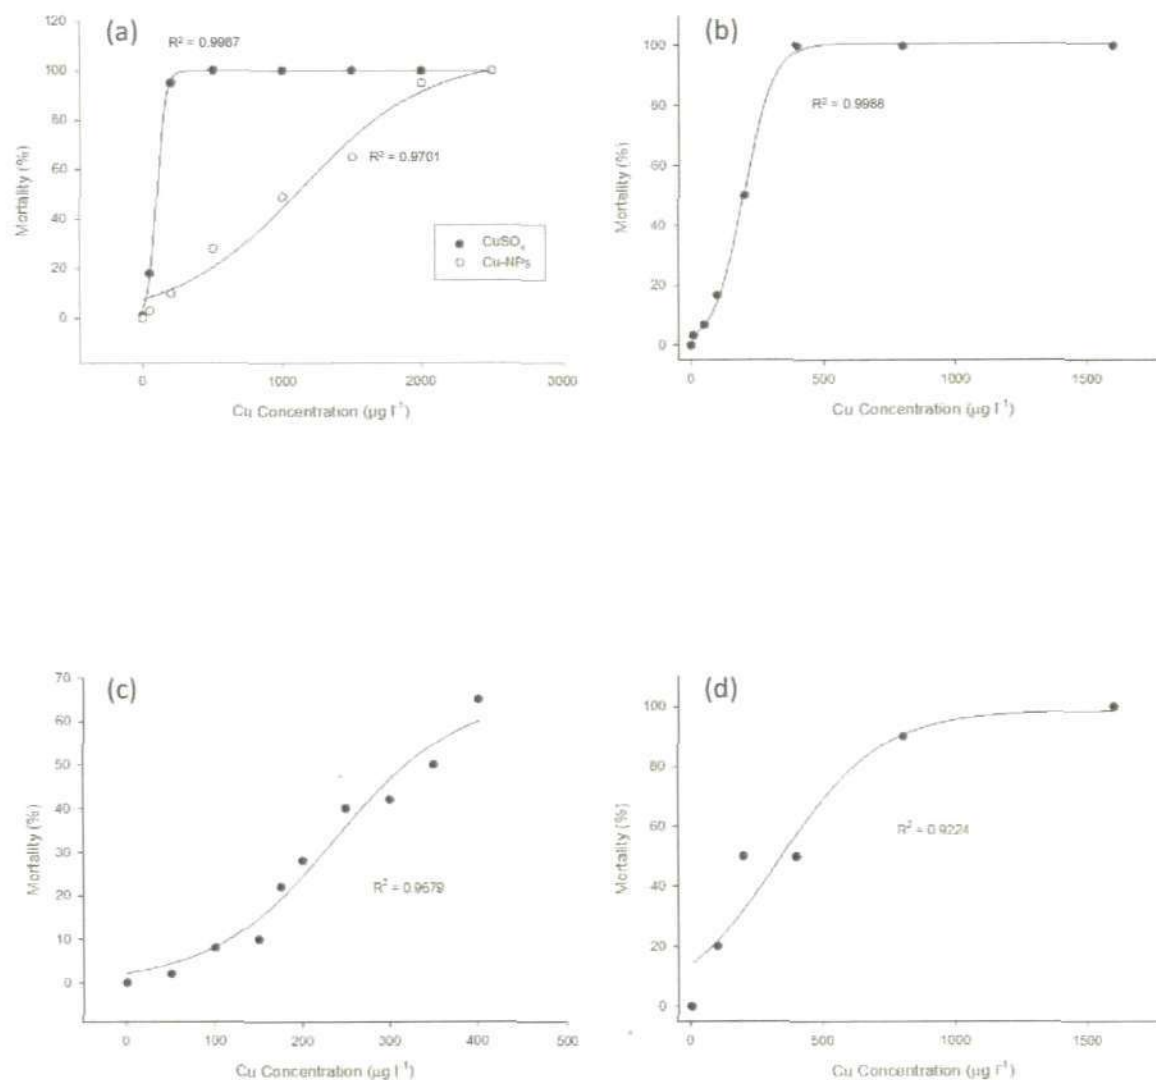 (a)
R² = 0.9967
120
100
80
60
40
20
0
Mortality (%)
R² = 0.9701
CuSO₄
Cu-NPs
0
1000
2000
3000
Cu Concentration (µg l⁻¹)
(b)
100
80
60
40
20
0
Mortality (%)
R² = 0.9988
0
500
1000
1500
Cu Concentration (µg l⁻¹)
(c)
70
60
50
40
30
20
10
0
Mortality (%)
R² = 0.9679
0
100
200
300
400
500
Cu Concentration (µg l⁻¹)
(d)
100
80
60
40
20
0
Mortality (%)
R² = 0.9224
0
500
1000
1500
Cu Concentration (µg l⁻¹)